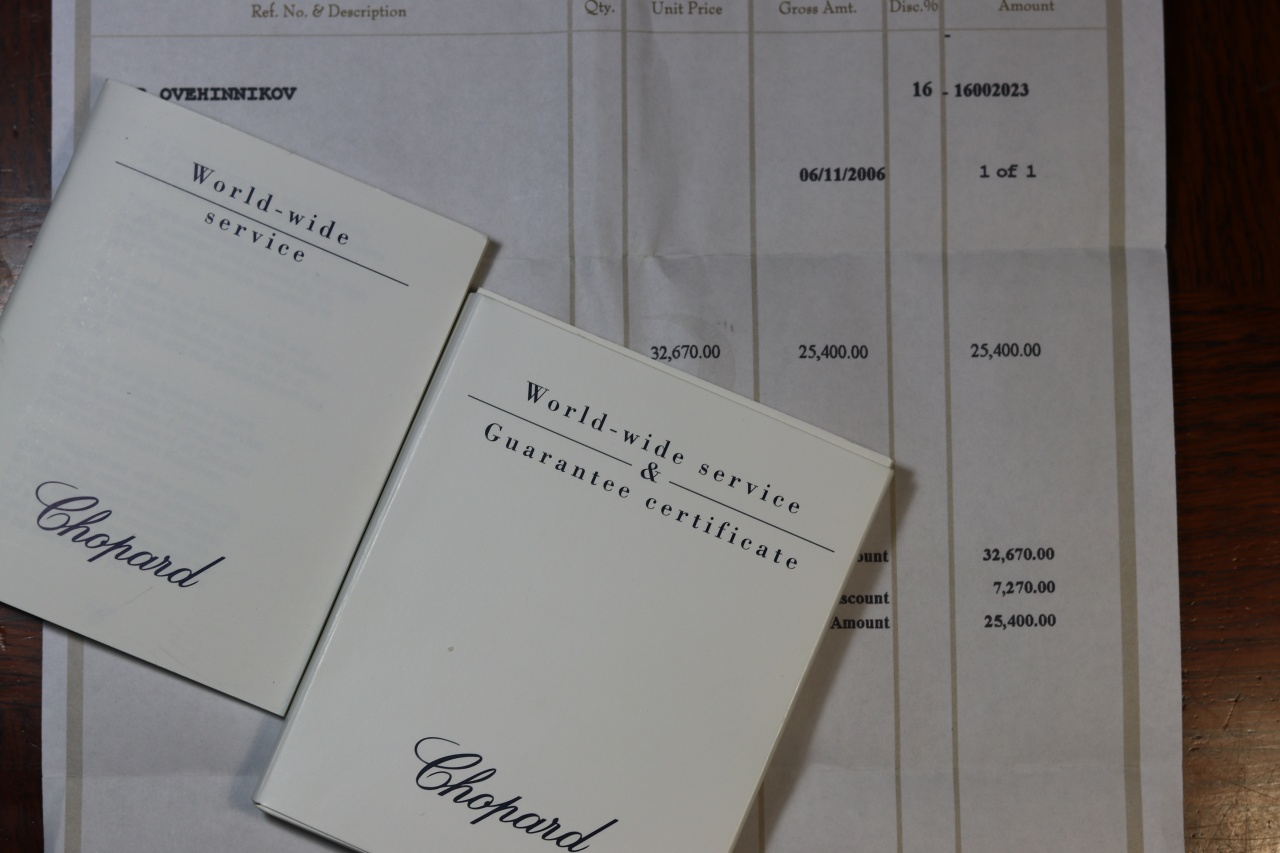 Ref. No. & Description Qty. Unit Price Gross Amt. Disc.% Amount
OVEHINNIKOV 16 - 16002023
06/11/2006 1 of 1
32,670.00 25,400.00 25,400.00
32,670.00
7,270.00
Amount 25,400.00
World-wide
service
Chopard
World-wide service
&
Guarantee certificate
Chopard